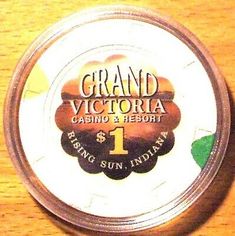 GRAND
VICTORIA
CASINO & RESORT
$1
RISING SUN, INDIANA